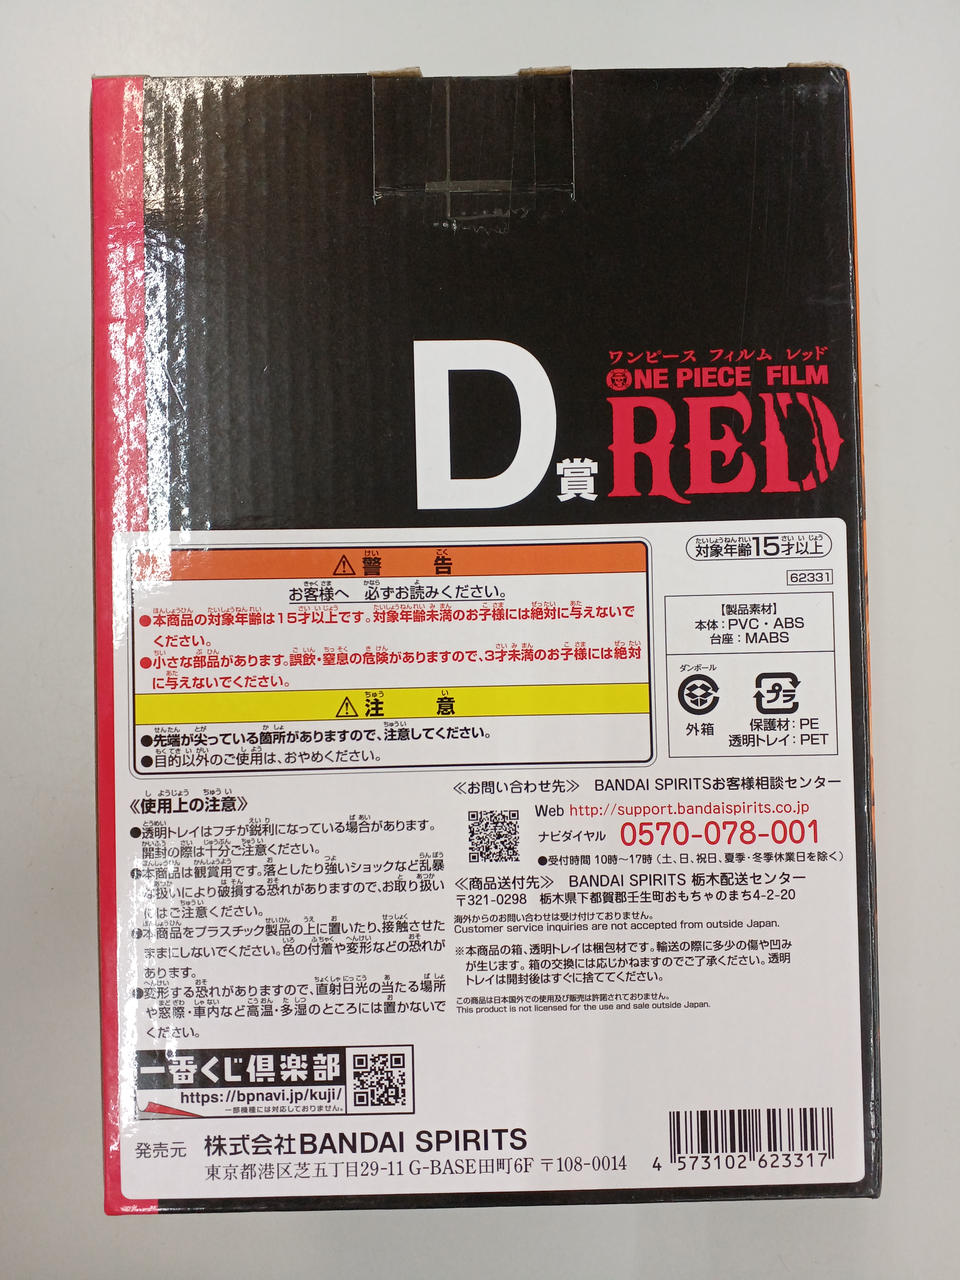 D賞
ワンピース フィルム レッド
ONE PIECE FILM
RED
対象年齢15才以上
62331
警告
お客様へ 必ずお読みください。
●本商品の対象年齢は15才以上です。対象年齢未満のお子様には絶対に与えないで
ください。
●小さな部品があります。誤飲・窒息の危険がありますので、3才未満のお子様には絶対
に与えないでください。
注意
●先端が尖っている箇所がありますので、注意してください。
●目的以外のご使用は、おやめください。
【製品素材】
本体：PVC・ABS
台座：MABS
ダンボール
外箱
プラ
保護材：PE
透明トレイ：PET
《使用上の注意》
●透明トレイはフチが鋭利になっている場合があります。
開封の際は十分ご注意ください。
●本商品は観賞用です。落としたり強いショックなど乱暴
な扱いにより破損する恐れがありますので、お取り扱い
にはご注意ください。
●本商品をプラスチック製品の上に置いたり、接触させた
ままにしないでください。色の付着や変形などの恐れが
あります。
●変形する恐れがありますので、直射日光の当たる場所
や窓際・車内など高温・多湿のところには置かないで
ください。
≪お問い合わせ先≫ BANDAI SPIRITSお客様相談センター
Web http://support.bandaispirits.co.jp
ナビダイヤル 0570-078-001
●受付時間 10時～17時（土、日、祝日、夏季・冬季休業日を除く）
≪商品送付先≫ BANDAI SPIRITS 栃木配送センター
〒321-0298 栃木県下都賀郡壬生町おもちゃのまち4-2-20
海外からのお問い合わせは受け付けておりません。
Customer service inquiries are not accepted from outside Japan.
※本商品の箱、透明トレイは梱包材です。輸送の際に多少の傷や凹み
が生じます。箱の交換には応じかねますのでご了承ください。透明
トレイは開封後はすぐに捨ててください。
この商品は日本国外での使用及び販売は許諾されておりません。
This product is not licensed for the use and sale outside Japan.
一番くじ倶楽部
https://bpnavi.jp/kuji/
一部機種には対応しておりません。
発売元 株式会社BANDAI SPIRITS
東京都港区芝五丁目29-11 G-BASE田町6F 〒108-0014
4 573102 623317